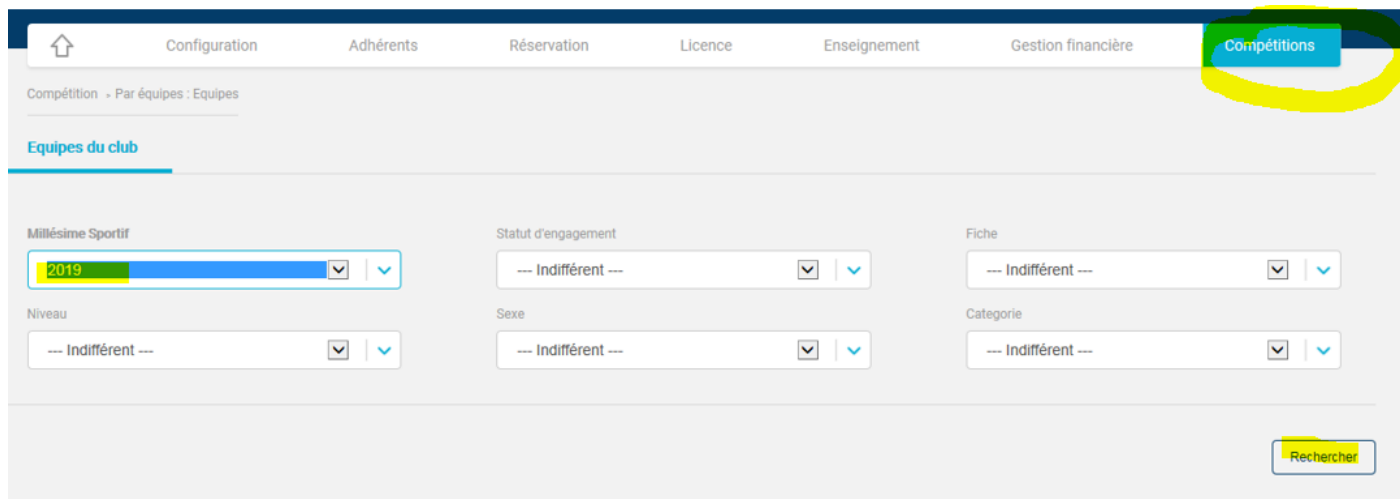 Configuration Adhérents Réservation Licence Enseignement Gestion financière Compétitions
Compétition » Par équipes : Equipes
Equipes du club
Millésime Sportif Statut d'engagement Fiche
2019 --- Indifférent --- --- Indifférent ---
Niveau Sexe Categorie
--- Indifférent --- --- Indifférent --- --- Indifférent ---
Rechercher